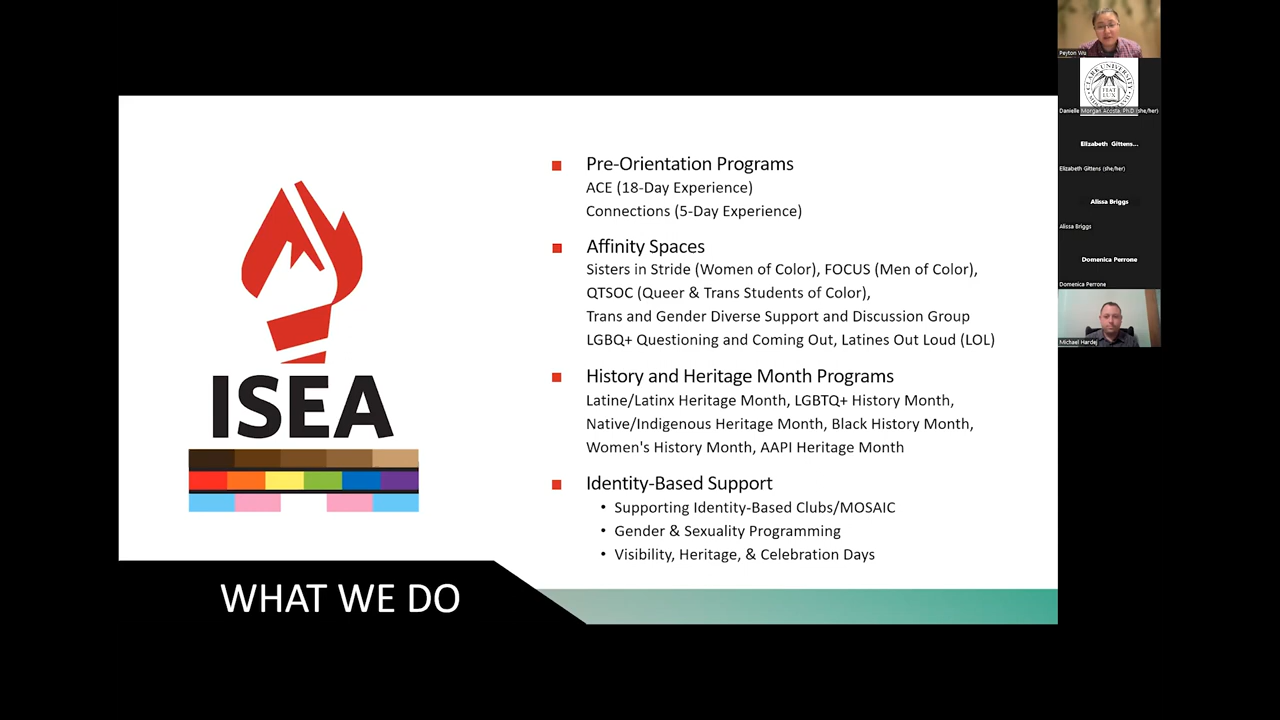 Pre-Orientation Programs
ACE (18-Day Experience)
Connections (5-Day Experience)
Affinity Spaces
Sisters in Stride (Women of Color), FOCUS (Men of Color),
QTSOC (Queer & Trans Students of Color),
Trans and Gender Diverse Support and Discussion Group
LGBQ+ Questioning and Coming Out, Latines Out Loud (LOL)
History and Heritage Month Programs
Latine/Latinx Heritage Month, LGBTQ+ History Month,
Native/Indigenous Heritage Month, Black History Month,
Women's History Month, AAPI Heritage Month
Identity-Based Support
• Supporting Identity-Based Clubs/MOSAIC
• Gender & Sexuality Programming
• Visibility, Heritage, & Celebration Days
ISEA
WHAT WE DO
Peyton Wu
CLARK UNIVERSITY
FIAT
LUX
Danielle Morgan Acosta, Ph.D (she/her)
Elizabeth Gittens...
Elizabeth Gittens (she/her)
Alissa Briggs
Alissa Briggs
Domenica Perrone
Domenica Perrone
Michael Hardej